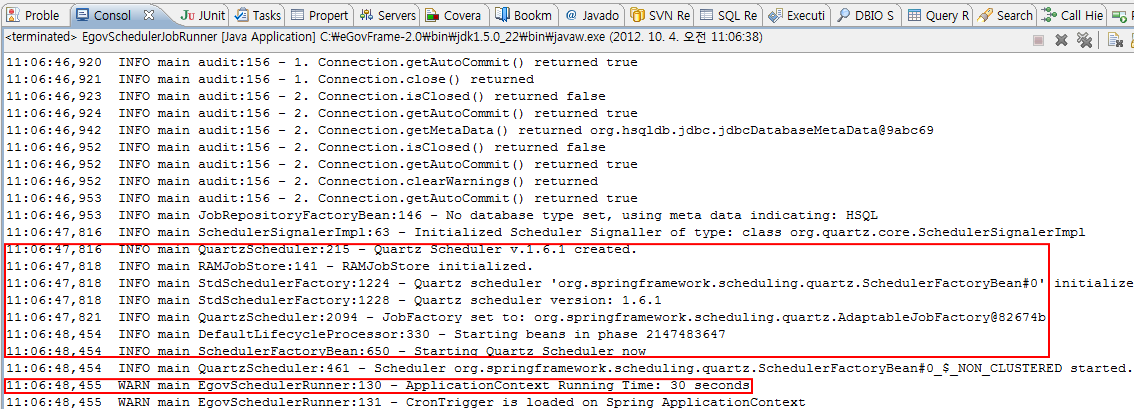 Proble Consol JUnit Tasks Propert Servers Covera Bookm @ Javado SVN Re SQL Re Executi DBIO S Query R Search Call Hie
<terminated> EgovSchedulerJobRunner [Java Application] C:₩eGovFrame-2.0₩bin₩jdk1.5.0_22₩bin₩javaw.exe (2012. 10. 4. 오전 11:06:38)
11:06:46,920 INFO main audit:156 - 1. Connection.getAutoCommit() returned true
11:06:46,921 INFO main audit:156 - 1. Connection.close() returned
11:06:46,923 INFO main audit:156 - 2. Connection.isClosed() returned false
11:06:46,924 INFO main audit:156 - 2. Connection.getAutoCommit() returned true
11:06:46,942 INFO main audit:156 - 2. Connection.getMetaData() returned org.hsqldb.jdbc.jdbcDatabaseMetaData@9abc69
11:06:46,952 INFO main audit:156 - 2. Connection.isClosed() returned false
11:06:46,952 INFO main audit:156 - 2. Connection.getAutoCommit() returned true
11:06:46,952 INFO main audit:156 - 2. Connection.clearWarnings() returned
11:06:46,953 INFO main audit:156 - 2. Connection.getAutoCommit() returned true
11:06:46,953 INFO main JobRepositoryFactoryBean:146 - No database type set, using meta data indicating: HSQL
11:06:47,816 INFO main SchedulerSignalerImpl:63 - Initialized Scheduler Signaller of type: class org.quartz.core.SchedulerSignalerImpl
11:06:47,816 INFO main QuartzScheduler:215 - Quartz Scheduler v.1.6.1 created.
11:06:47,818 INFO main RAMJobStore:141 - RAMJobStore initialized.
11:06:47,818 INFO main StdSchedulerFactory:1224 - Quartz scheduler 'org.springframework.scheduling.quartz.SchedulerFactoryBean#0' initialize
11:06:47,818 INFO main StdSchedulerFactory:1228 - Quartz scheduler version: 1.6.1
11:06:47,821 INFO main QuartzScheduler:2094 - JobFactory set to: org.springframework.scheduling.quartz.AdaptableJobFactory@82674b
11:06:48,454 INFO main DefaultLifecycleProcessor:330 - Starting beans in phase 2147483647
11:06:48,454 INFO main SchedulerFactoryBean:650 - Starting Quartz Scheduler now
11:06:48,454 INFO main QuartzScheduler:461 - Scheduler org.springframework.scheduling.quartz.SchedulerFactoryBean#0_$_NON_CLUSTERED started.
11:06:48,455 WARN main EgovSchedulerRunner:130 - ApplicationContext Running Time: 30 seconds
11:06:48,455 WARN main EgovSchedulerRunner:131 - CronTrigger is loaded on Spring ApplicationContext